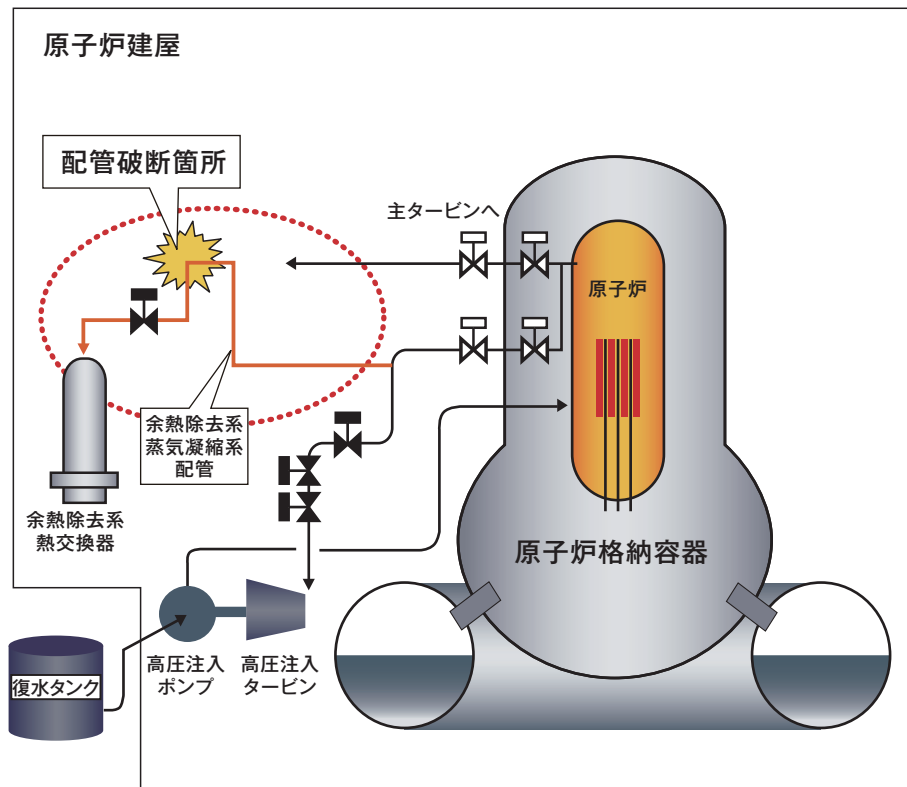 原子炉建屋
配管破断箇所
主タービンへ
原子炉
余熱除去系
蒸気凝縮系
配管
余熱除去系
熱交換器
原子炉格納容器
高圧注入
ポンプ
高圧注入
タービン
復水タンク